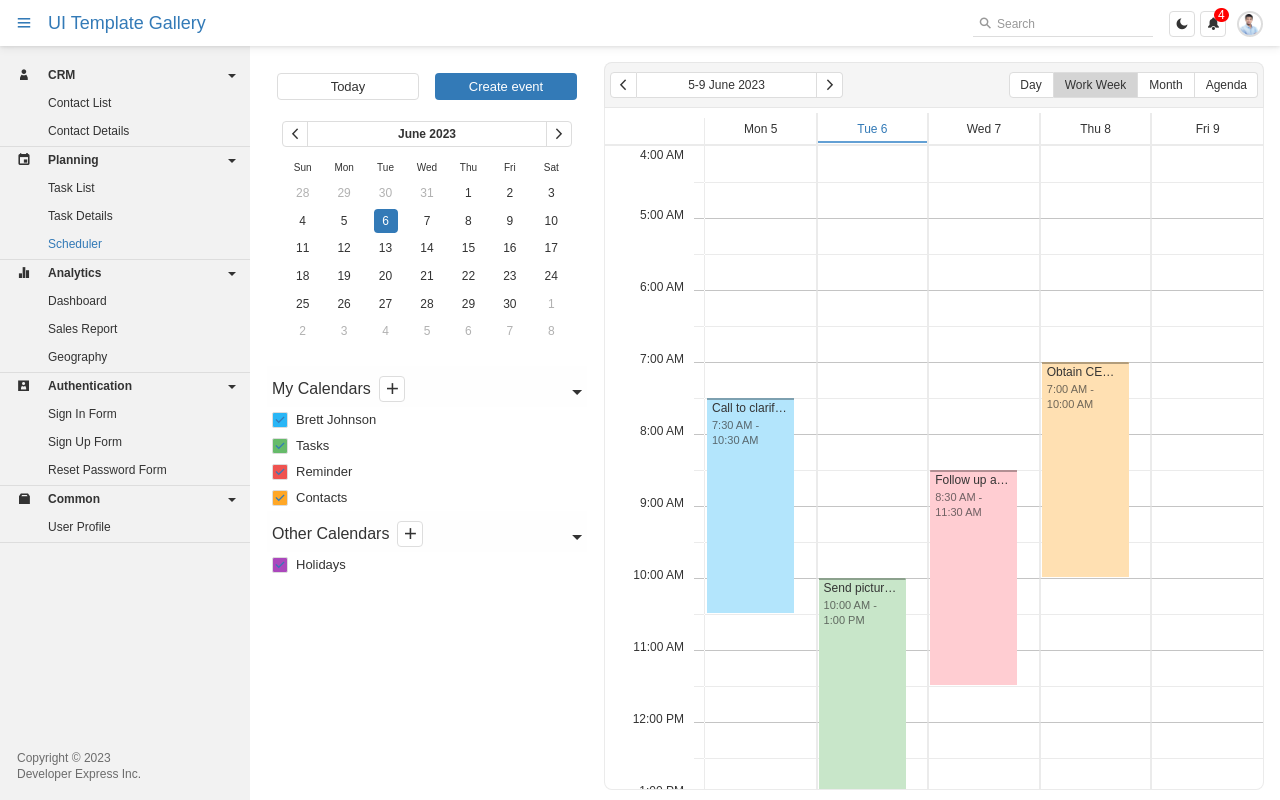 UI Template Gallery
Search
4
CRM
Contact List
Contact Details
Planning
Task List
Task Details
Scheduler
Analytics
Dashboard
Sales Report
Geography
Authentication
Sign In Form
Sign Up Form
Reset Password Form
Common
User Profile
Copyright © 2023
Developer Express Inc.
Today
Create event
June 2023
Sun Mon Tue Wed Thu Fri Sat
28 29 30 31 1 2 3
4 5 6 7 8 9 10
11 12 13 14 15 16 17
18 19 20 21 22 23 24
25 26 27 28 29 30 1
2 3 4 5 6 7 8
My Calendars
Brett Johnson
Tasks
Reminder
Contacts
Other Calendars
Holidays
5-9 June 2023
Day Work Week Month Agenda
Mon 5 Tue 6 Wed 7 Thu 8 Fri 9
4:00 AM
5:00 AM
6:00 AM
7:00 AM
8:00 AM
9:00 AM
10:00 AM
11:00 AM
12:00 PM
1:00 PM
Call to clarif...
7:30 AM -
10:30 AM
Send pictur...
10:00 AM -
1:00 PM
Follow up a...
8:30 AM -
11:30 AM
Obtain CE...
7:00 AM -
10:00 AM